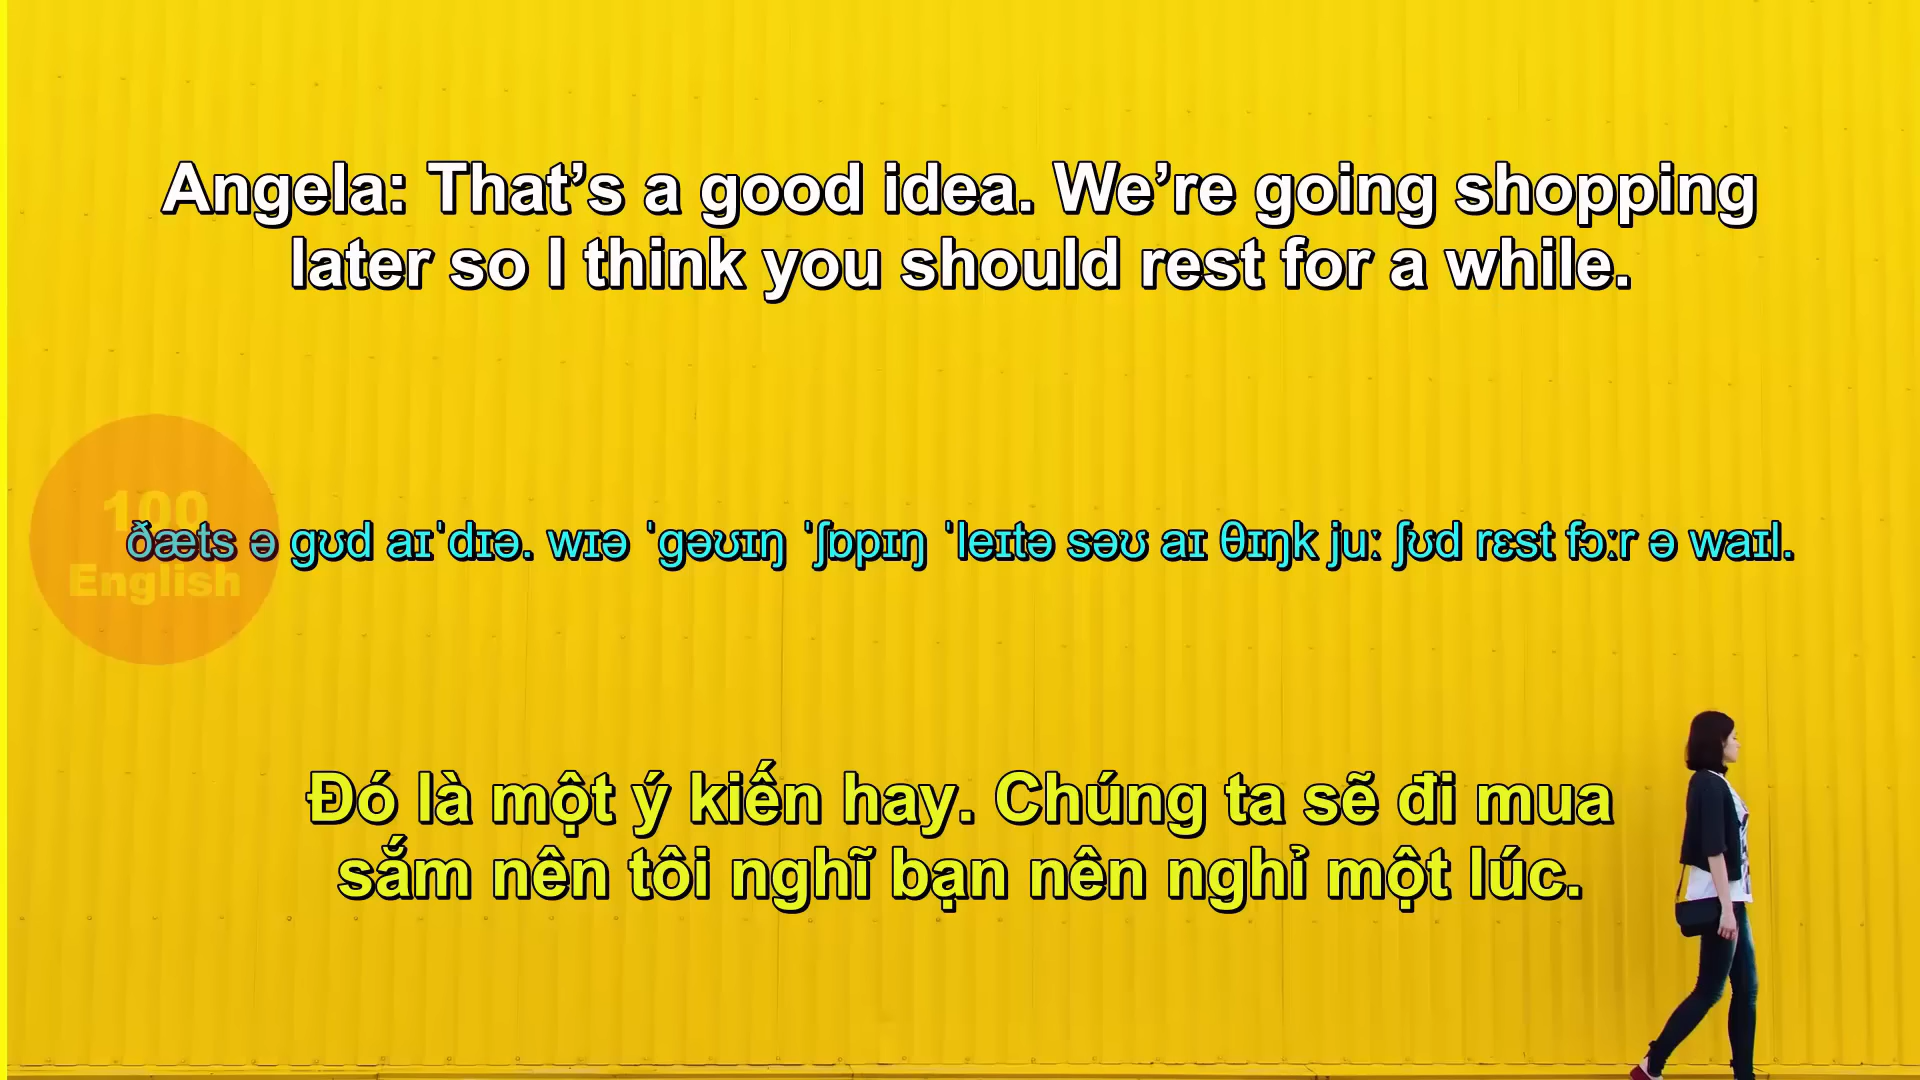 Angela: That’s a good idea. We’re going shopping
later so I think you should rest for a while.
100
English
ðæts ə gʊd aɪˈdɪə. wɪə ˈgəʊɪŋ ˈʃɒpɪŋ ˈleɪtə səʊ aɪ θɪŋk juː ʃʊd rɛst fɔːr ə waɪl.
Đó là một ý kiến hay. Chúng ta sẽ đi mua
sắm nên tôi nghĩ bạn nên nghỉ một lúc.